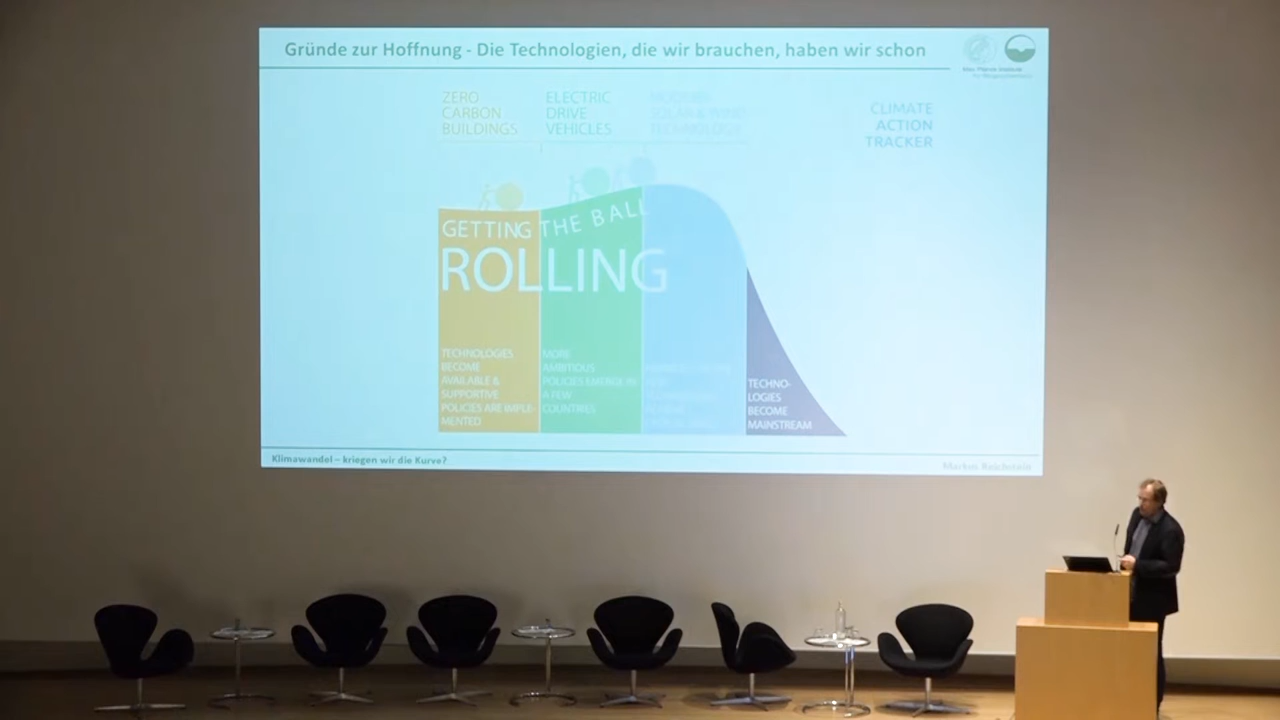 Gründe zur Hoffnung - Die Technologien, die wir brauchen, haben wir schon
ZERO
CARBON
BUILDINGS
ELECTRIC
DRIVE
VEHICLES
CLIMATE
ACTION
TRACKER
GETTING THE BALL
ROLLING
TECHNOLOGIES
BECOME
AVAILABLE &
SUPPORTIVE
POLICIES ARE IMPLE-
MENTED
MORE
AMBITIOUS
POLICIES EMERGE IN
A FEW
COUNTRIES
TECHNO-
LOGIES
BECOME
MAINSTREAM
Klimawandel – kriegen wir die Kurve?
Markus Reichstein